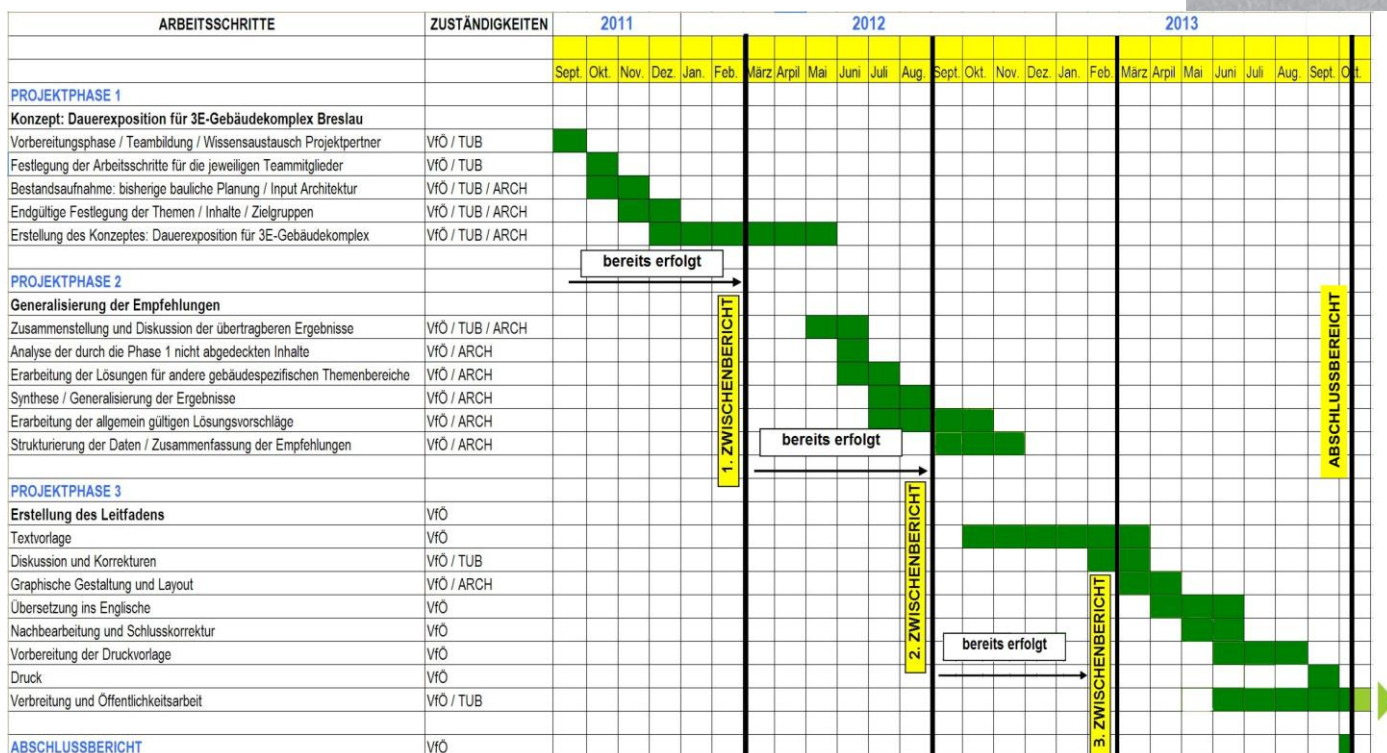 ARBEITSSCHRITTE ZUSTÄNDIGKEITEN 2011 2012 2013
Sept. Okt. Nov. Dez. Jan. Feb. März Arpil Mai Juni Juli Aug. Sept. Okt. Nov. Dez. Jan. Feb. März Arpil Mai Juni Juli Aug. Sept. Okt.
PROJEKTPHASE 1
Konzept: Dauerexposition für 3E-Gebäudekomplex Breslau
Vorbereitungsphase / Teambildung / Wissensaustausch Projektpartner VfÖ / TUB
Festlegung der Arbeitsschritte für die jeweiligen Teammitglieder VfÖ / TUB
Bestandsaufnahme: bisherige bauliche Planung / Input Architektur VfÖ / TUB / ARCH
Endgültige Festlegung der Themen / Inhalte / Zielgruppen VfÖ / TUB / ARCH
Erstellung des Konzeptes: Dauerexposition für 3E-Gebäudekomplex VfÖ / TUB / ARCH
bereits erfolgt
PROJEKTPHASE 2
Generalisierung der Empfehlungen
Zusammenstellung und Diskussion der übertragberen Ergebnisse VfÖ / TUB / ARCH
Analyse der durch die Phase 1 nicht abgedeckten Inhalte VfÖ / ARCH
Erarbeitung der Lösungen für andere gebäudespezifischen Themenbereiche VfÖ / ARCH
Synthese / Generalisierung der Ergebnisse VfÖ / ARCH
Erarbeitung der allgemein gültigen Lösungsvorschläge VfÖ / ARCH
Strukturierung der Daten / Zusammenfassung der Empfehlungen VfÖ / ARCH
1. ZWISCHENBERICHT
bereits erfolgt
ABSCHLUSSBEREICHT
PROJEKTPHASE 3
Erstellung des Leitfadens VfÖ
Textvorlage VfÖ
Diskussion und Korrekturen VfÖ / TUB
Graphische Gestaltung und Layout VfÖ / ARCH
Übersetzung ins Englische VfÖ
Nachbearbeitung und Schlusskorrektur VfÖ
Vorbereitung der Druckvorlage VfÖ
Druck VfÖ
Verbreitung und Öffentlichkeitsarbeit VfÖ / TUB
2. ZWISCHENBERICHT
bereits erfolgt
3. ZWISCHENBERICHT
ABSCHLUSSBERICHT VfÖ